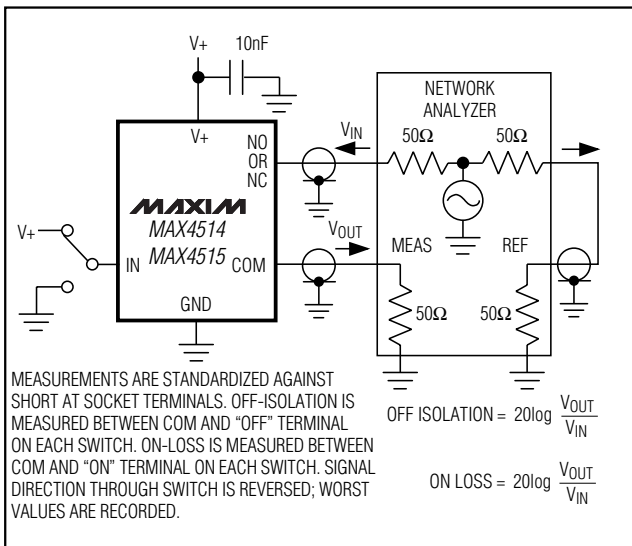 V+
10nF
V+
NO
OR
NC
MAXIM
MAX4514
MAX4515
COM
IN
GND
V+
VIN
VOUT
NETWORK
ANALYZER
50Ω
50Ω
MEAS
REF
50Ω
50Ω
MEASUREMENTS ARE STANDARDIZED AGAINST
SHORT AT SOCKET TERMINALS. OFF-ISOLATION IS
MEASURED BETWEEN COM AND “OFF” TERMINAL
ON EACH SWITCH. ON-LOSS IS MEASURED BETWEEN
COM AND “ON” TERMINAL ON EACH SWITCH. SIGNAL
DIRECTION THROUGH SWITCH IS REVERSED; WORST
VALUES ARE RECORDED.
OFF ISOLATION = 20log VOUT
VIN
ON LOSS = 20log VOUT
VIN